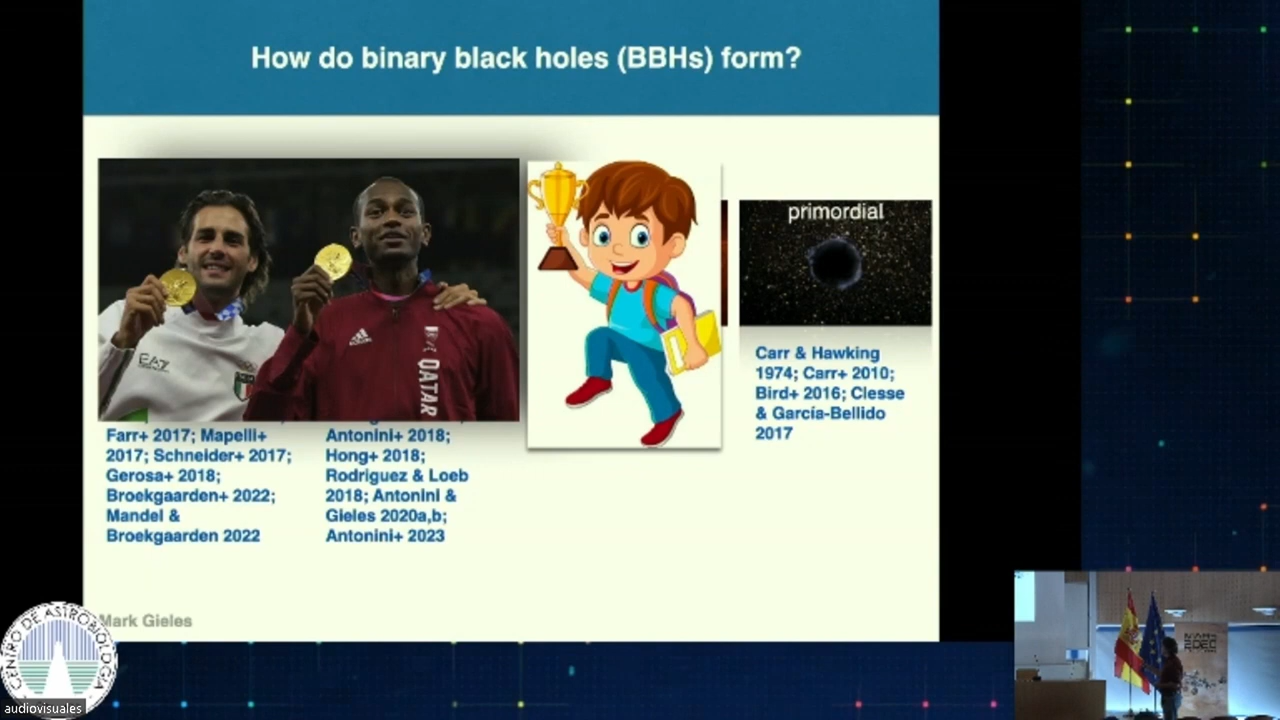 How do binary black holes (BBHs) form?
EA7
QATAR
primordial
Carr & Hawking
1974; Carr+ 2010;
Bird+ 2016; Clesse
& García-Bellido
2017
Farr+ 2017; Mapelli+
2017; Schneider+ 2017;
Gerosa+ 2018;
Broekgaarden+ 2022;
Mandel &
Broekgaarden 2022
Antonini+ 2018;
Hong+ 2018;
Rodriguez & Loeb
2018; Antonini &
Gieles 2020a,b;
Antonini+ 2023
Mark Gieles
CENTRO DE ASTROBIOLOGÍA
audiovisuales